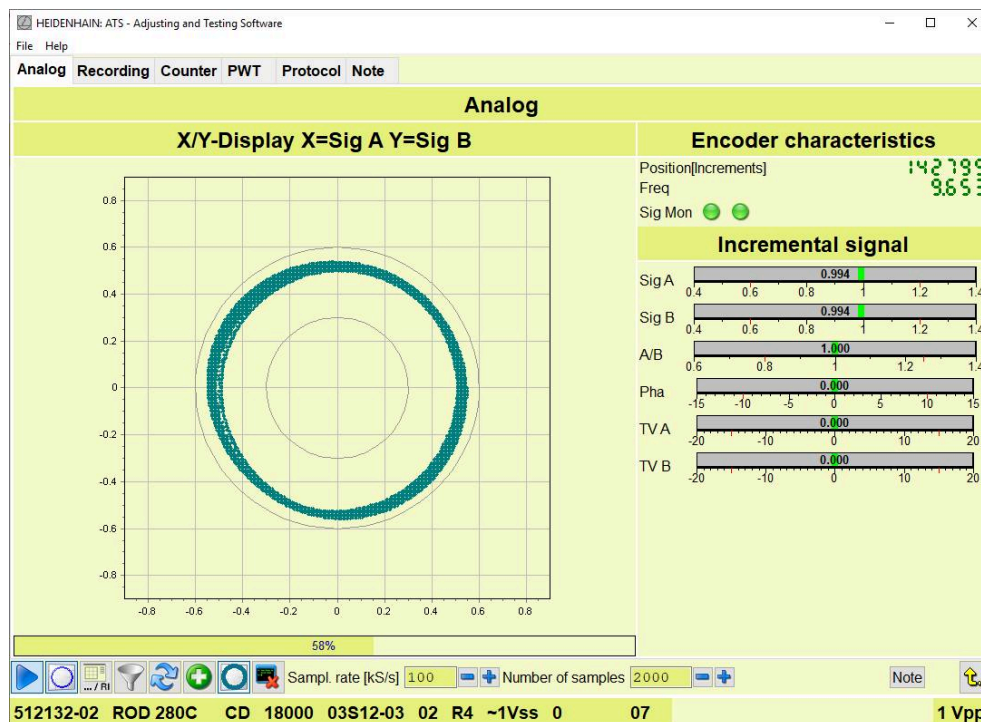 HEIDENHAIN: ATS - Adjusting and Testing Software
File Help
Analog Recording Counter PWT Protocol Note
Analog
X/Y-Display X=Sig A Y=Sig B
Encoder characteristics
Position[Increments] 142799
Freq 9.653
Sig Mon
Incremental signal
Sig A 0.994
0.4 0.6 0.8 1 1.2 1.4
Sig B 0.994
0.4 0.6 0.8 1 1.2 1.4
A/B 1.000
0.6 0.8 1 1.2 1.4
Pha 0.000
-15 -10 -5 0 5 10 15
TV A 0.000
-20 -10 0 10 20
TV B 0.000
-20 -10 0 10 20
0.8
0.6
0.4
0.2
0
-0.2
-0.4
-0.6
-0.8
-0.8 -0.6 -0.4 -0.2 0 0.2 0.4 0.6 0.8
58%
... / RI Sampl. rate [kS/s] 100 Number of samples 2000 Note
512132-02 ROD 280C CD 18000 03S12-03 02 R4 ~1Vss 0 07 1 Vpp